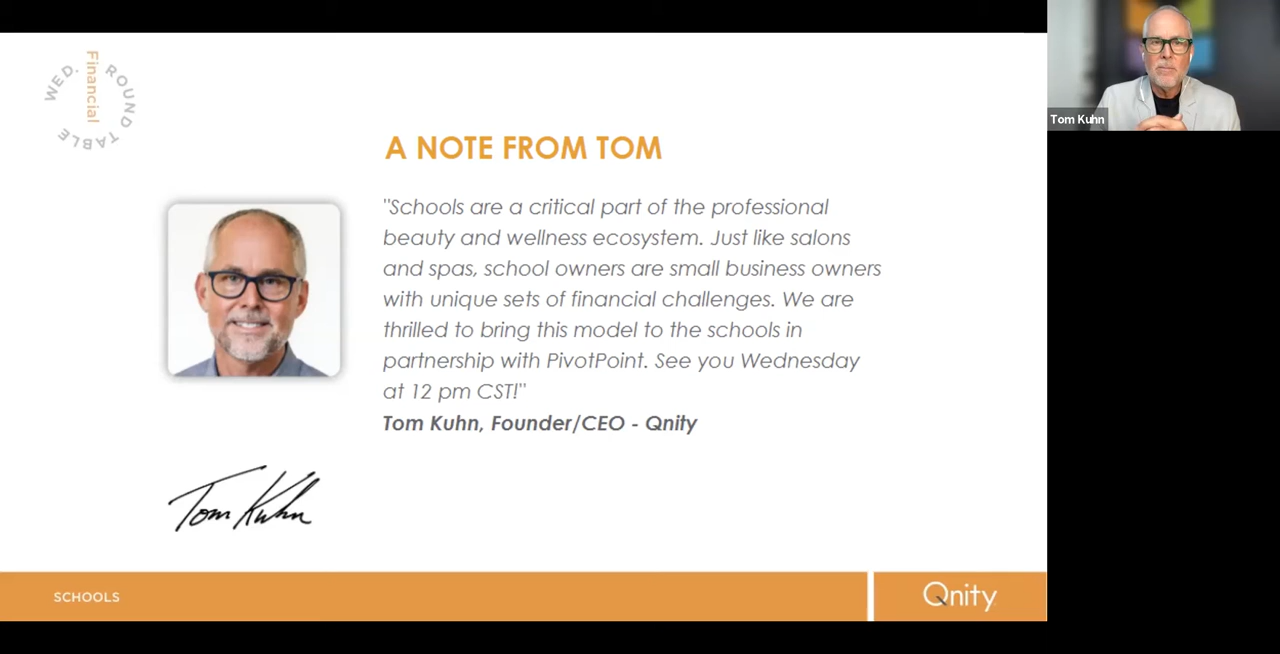 WED.
Financial
ROUND TABLE
Tom Kuhn
A NOTE FROM TOM
"Schools are a critical part of the professional
beauty and wellness ecosystem. Just like salons
and spas, school owners are small business owners
with unique sets of financial challenges. We are
thrilled to bring this model to the schools in
partnership with PivotPoint. See you Wednesday
at 12 pm CST!"
Tom Kuhn, Founder/CEO - Qnity
Tom Kuhn
SCHOOLS
Qnity